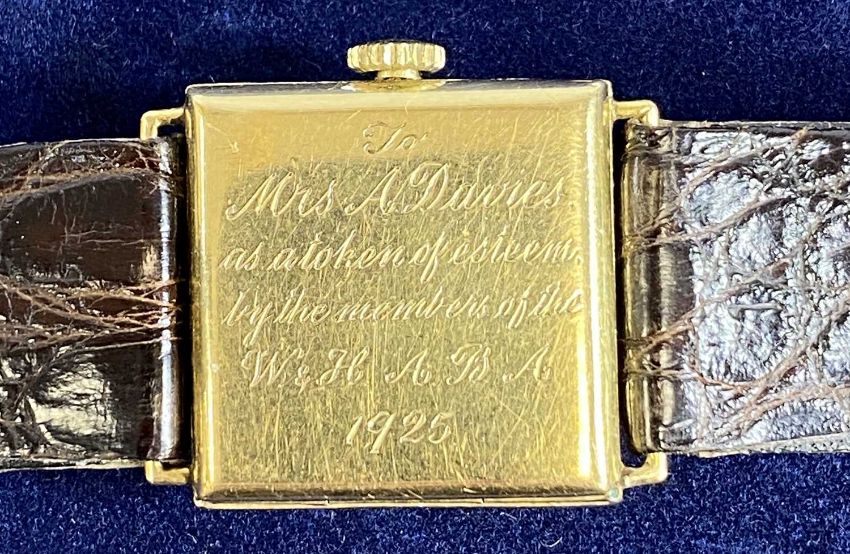 To
Mrs A. Davies.
as a token of esteem,
by the members of the
W & H A B A
1925